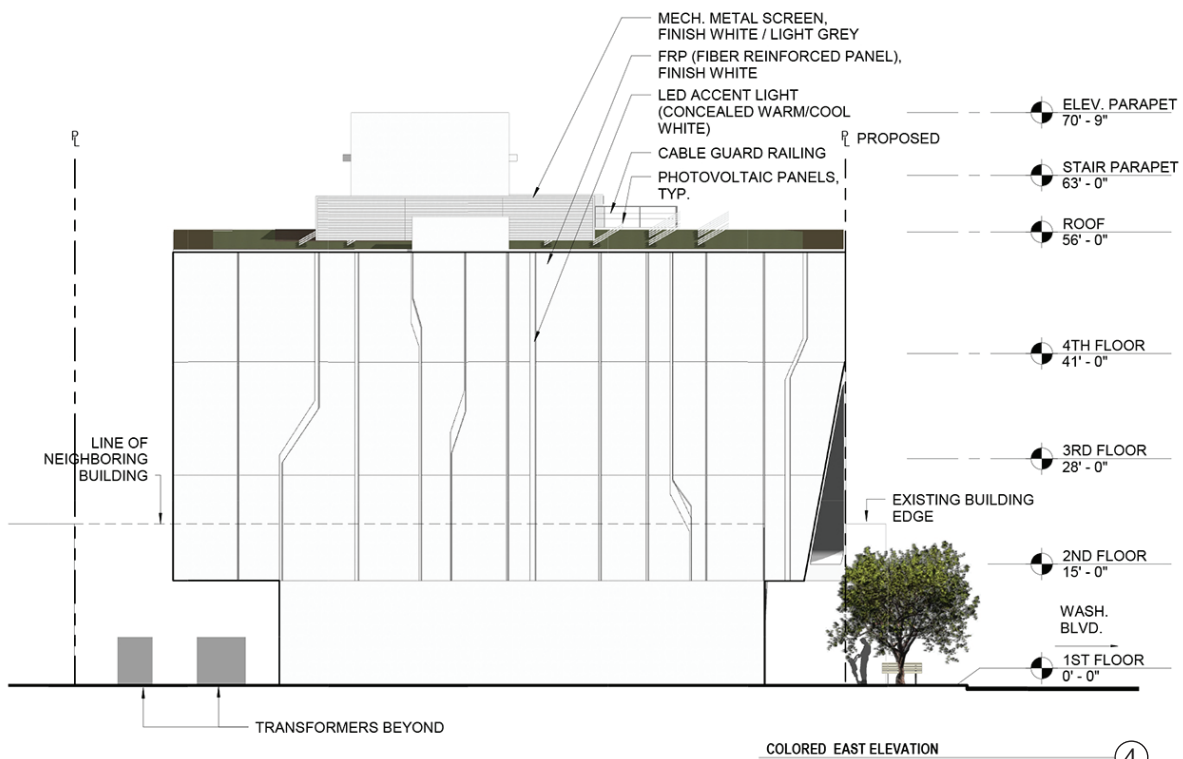 MECH. METAL SCREEN,
FINISH WHITE / LIGHT GREY
FRP (FIBER REINFORCED PANEL),
FINISH WHITE
LED ACCENT LIGHT
(CONCEALED WARM/COOL
WHITE)
CABLE GUARD RAILING
PHOTOVOLTAIC PANELS,
TYP.
PL
PL PROPOSED
ELEV. PARAPET
70' - 9"
STAIR PARAPET
63' - 0"
ROOF
56' - 0"
4TH FLOOR
41' - 0"
3RD FLOOR
28' - 0"
LINE OF
NEIGHBORING
BUILDING
EXISTING BUILDING
EDGE
2ND FLOOR
15' - 0"
WASH.
BLVD.
1ST FLOOR
0' - 0"
TRANSFORMERS BEYOND
COLORED EAST ELEVATION
4